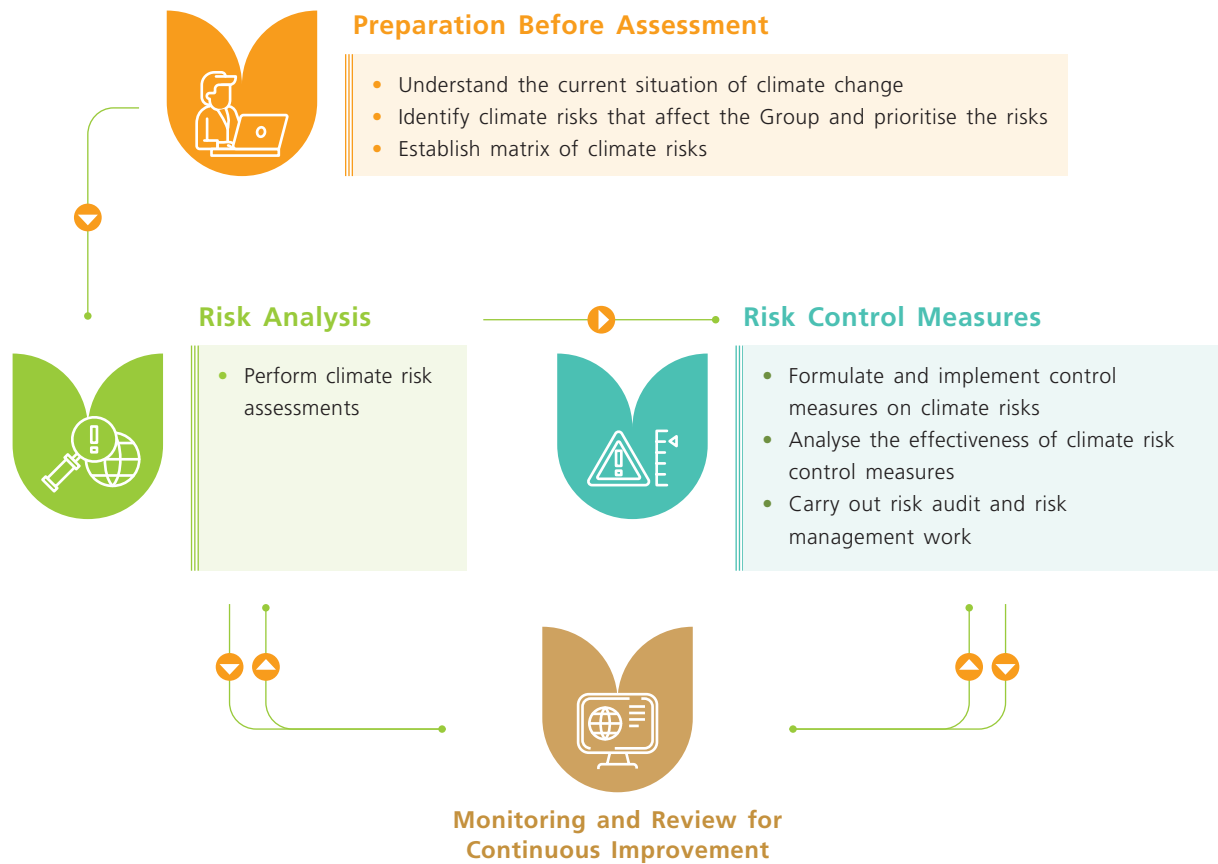 Preparation Before Assessment
• Understand the current situation of climate change
• Identify climate risks that affect the Group and prioritise the risks
• Establish matrix of climate risks
Risk Analysis
• Perform climate risk
assessments
Risk Control Measures
• Formulate and implement control
measures on climate risks
• Analyse the effectiveness of climate risk
control measures
• Carry out risk audit and risk
management work
Monitoring and Review for
Continuous Improvement